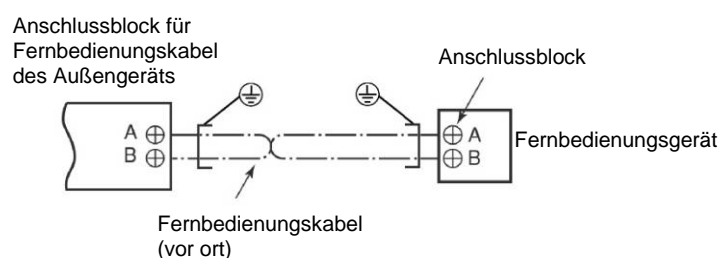 Anschlussblock für
Fernbedienungskabel
des Außengeräts
Anschlussblock
A
B
A
B
Fernbedienungsgerät
Fernbedienungskabel
(vor ort)